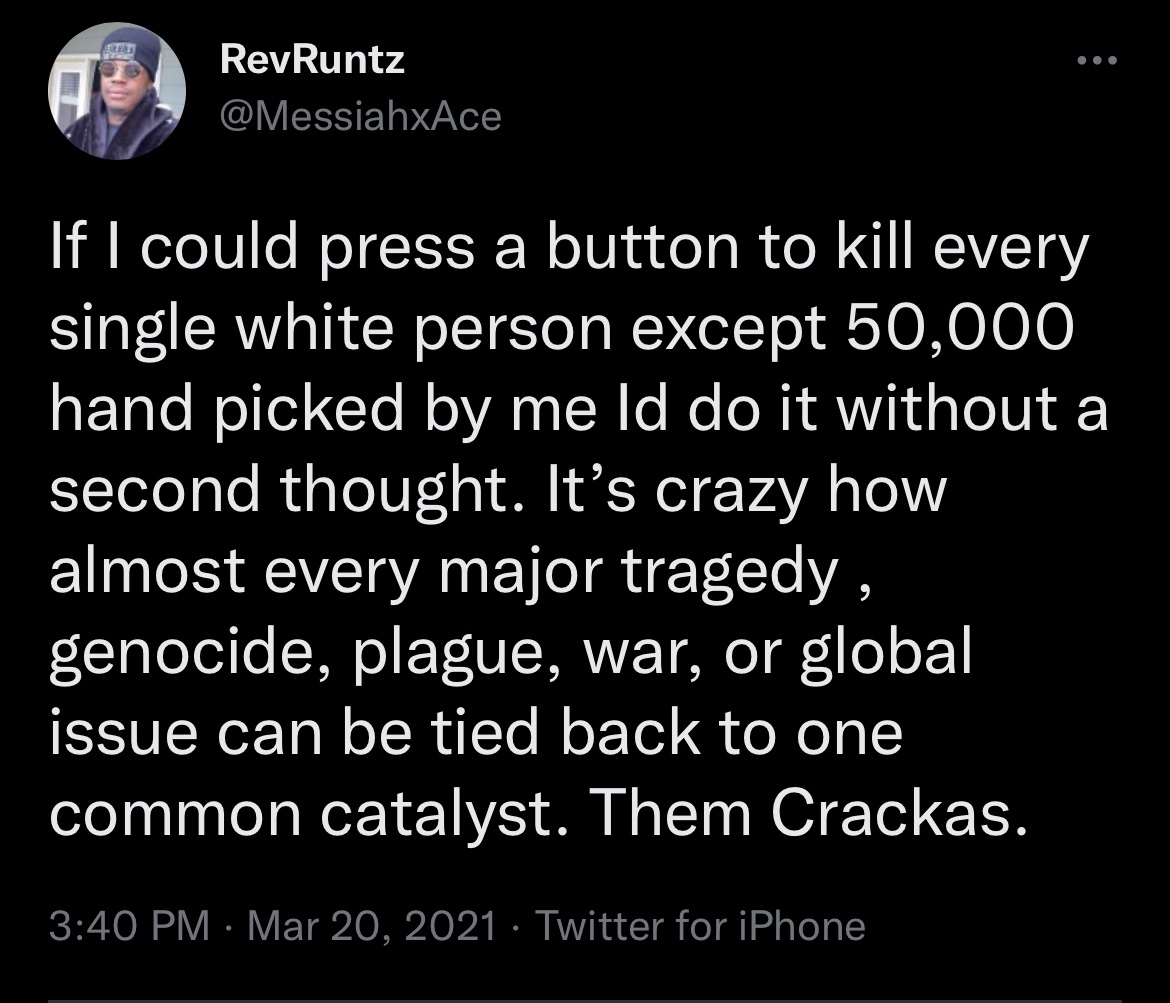 RevRuntz
@MessiahxAce
If I could press a button to kill every
single white person except 50,000
hand picked by me Id do it without a
second thought. It’s crazy how
almost every major tragedy ,
genocide, plague, war, or global
issue can be tied back to one
common catalyst. Them Crackas.
3:40 PM · Mar 20, 2021 · Twitter for iPhone